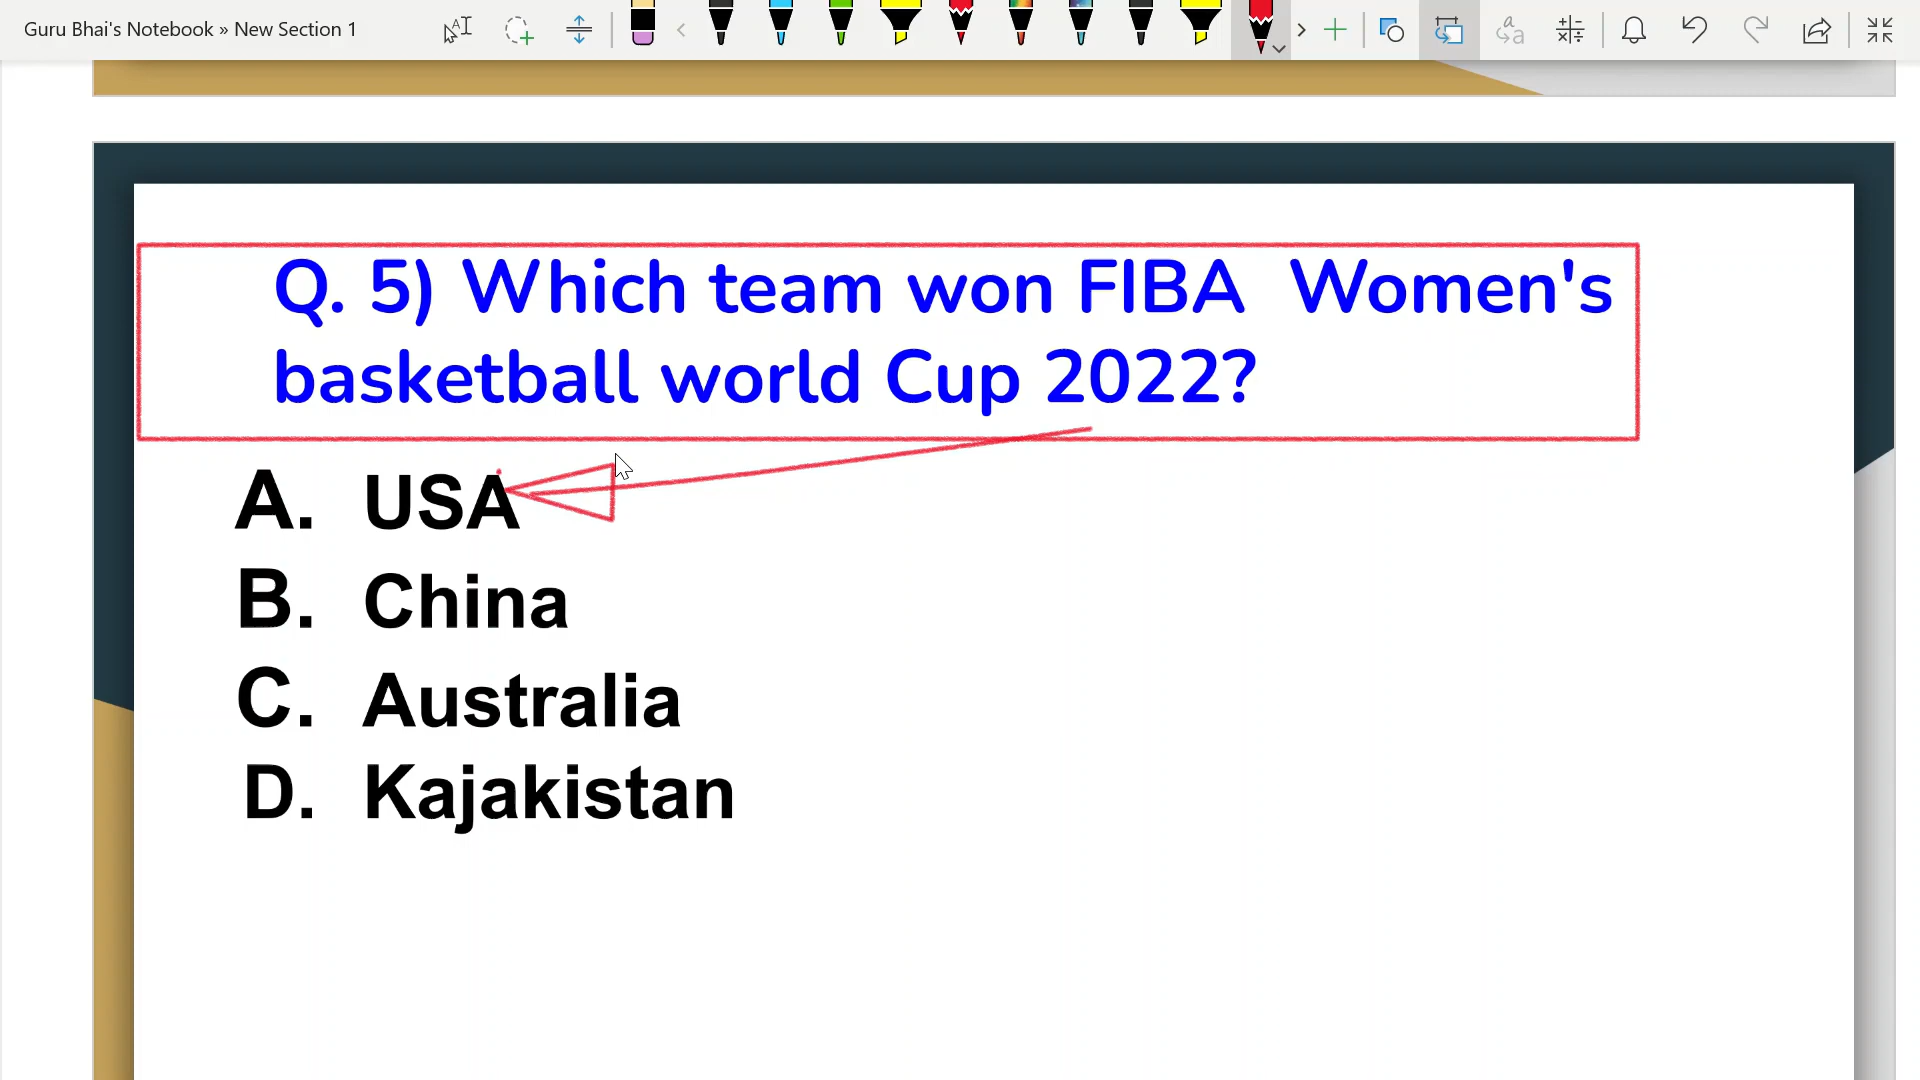 Guru Bhai's Notebook » New Section 1
Q. 5) Which team won FIBA  Women's
basketball world Cup 2022?
A. USA
B. China
C. Australia
D. Kajakistan